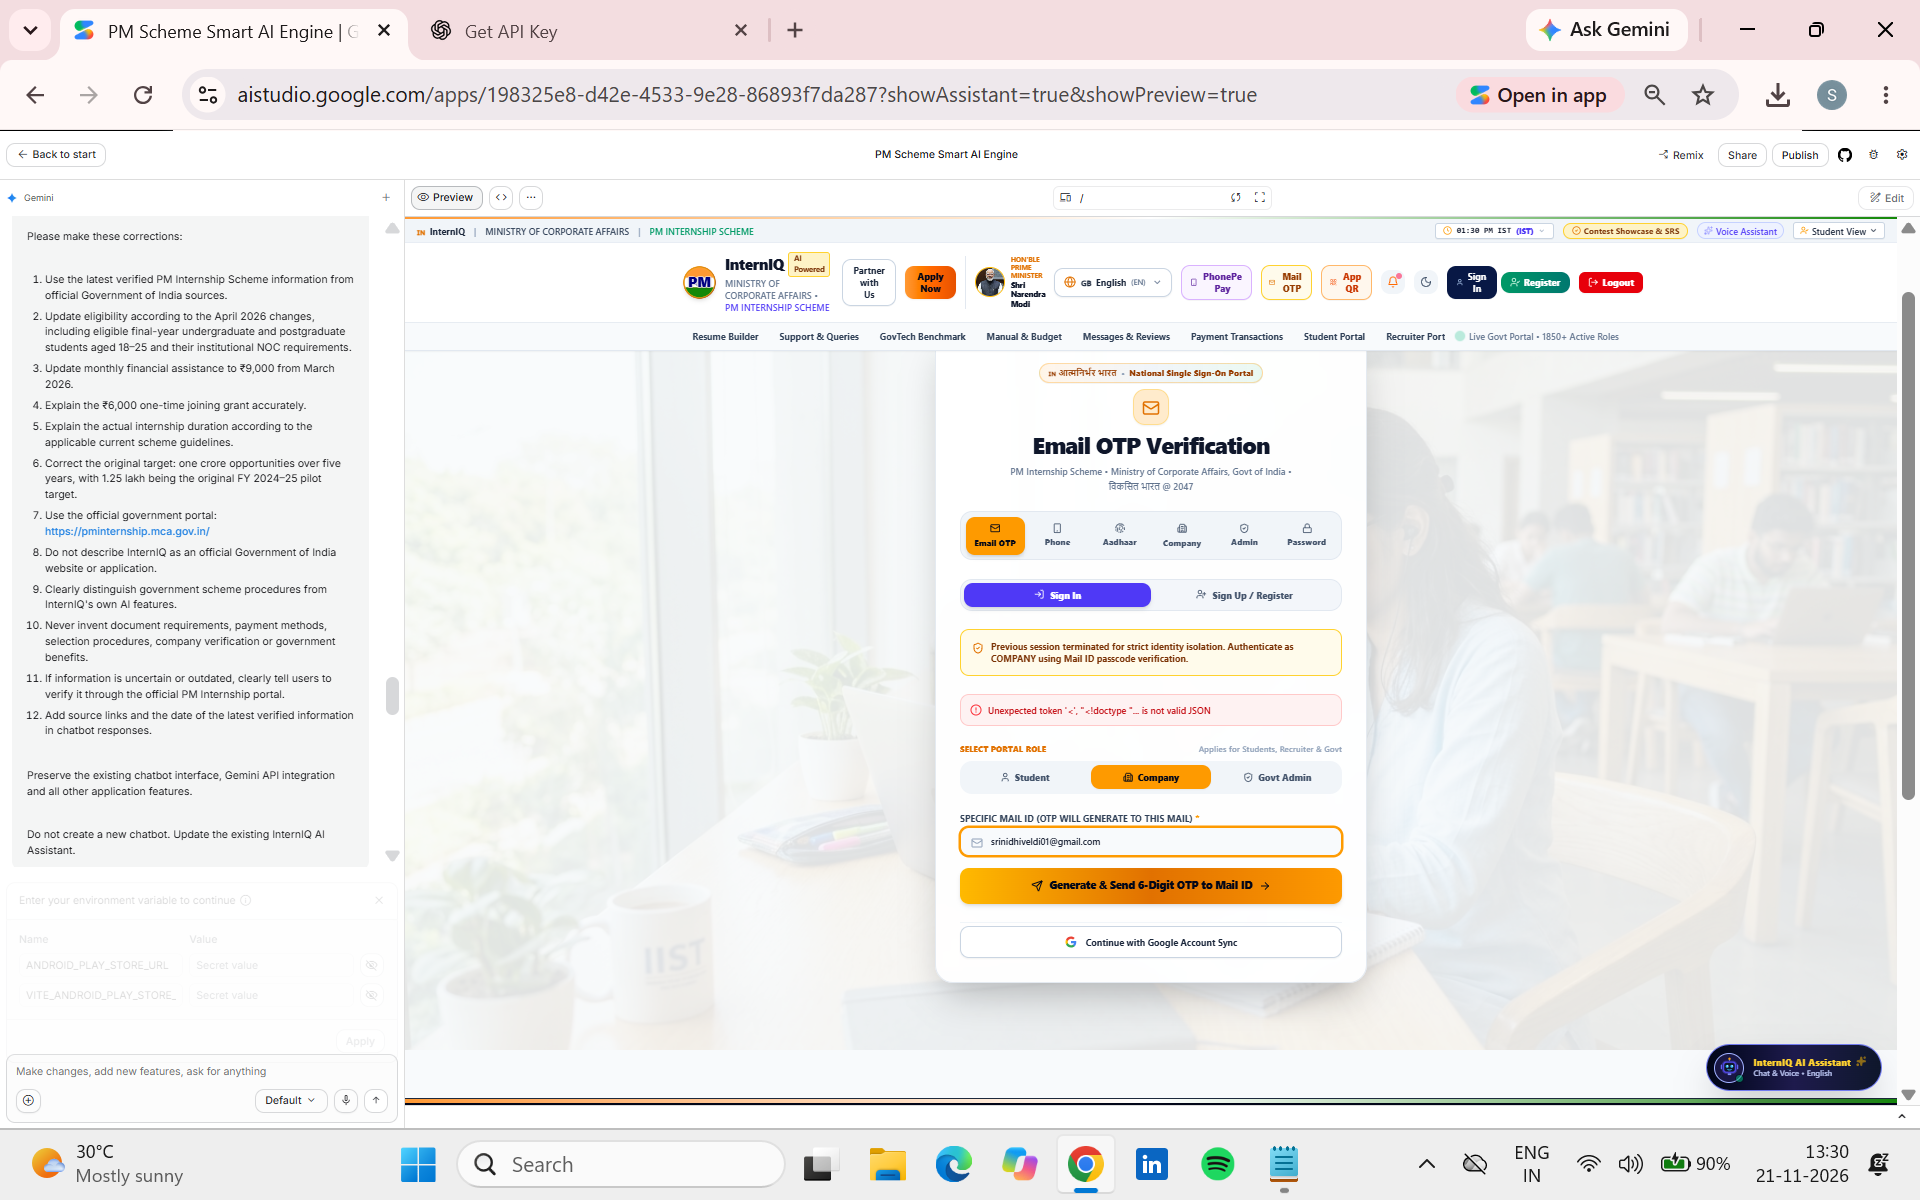 PM Scheme Smart AI Engine | G
Get API Key
Ask Gemini
aistudio.google.com/apps/198325e8-d42e-4533-9e28-86893f7da287?showAssistant=true&showPreview=true
Open in app
S
Back to start
PM Scheme Smart AI Engine
Remix
Share
Publish
Gemini
Preview
/
Edit
Please make these corrections:
1. Use the latest verified PM Internship Scheme information from
official Government of India sources.
2. Update eligibility according to the April 2026 changes,
including eligible final-year undergraduate and postgraduate
students aged 18–25 and their institutional NOC requirements.
3. Update monthly financial assistance to ₹9,000 from March
2026.
4. Explain the ₹6,000 one-time joining grant accurately.
5. Explain the actual internship duration according to the
applicable current scheme guidelines.
6. Correct the original target: one crore opportunities over five
years, with 1.25 lakh being the original FY 2024–25 pilot
target.
7. Use the official government portal:
https://pminternship.mca.gov.in/
8. Do not describe InternIQ as an official Government of India
website or application.
9. Clearly distinguish government scheme procedures from
InternIQ's own AI features.
10. Never invent document requirements, payment methods,
selection procedures, company verification or government
benefits.
11. If information is uncertain or outdated, clearly tell users to
verify it through the official PM Internship portal.
12. Add source links and the date of the latest verified information
in chatbot responses.
Preserve the existing chatbot interface, Gemini API integration
and all other application features.
Do not create a new chatbot. Update the existing InternIQ AI
Assistant.
Enter your environment variable to continue
Name Value
ANDROID_PLAY_STORE_URL Secret value
VITE_ANDROID_PLAY_STORE_ Secret value
Apply
Make changes, add new features, ask for anything
Default
IN InternIQ | MINISTRY OF CORPORATE AFFAIRS | PM INTERNSHIP SCHEME
01:30 PM IST (IST)
Contest Showcase & SRS
Voice Assistant
Student View
PM
InternIQ
AI Powered
MINISTRY OF
CORPORATE AFFAIRS •
PM INTERNSHIP SCHEME
Partner
with
Us
Apply
Now
HON'BLE
PRIME
MINISTER
Shri
Narendra
Modi
GB English (EN)
PhonePe
Pay
Mail
OTP
App
QR
Sign
In
Register
Logout
Resume Builder
Support & Queries
GovTech Benchmark
Manual & Budget
Messages & Reviews
Payment Transactions
Student Portal
Recruiter Port
Live Govt Portal • 1850+ Active Roles
IN आत्मनिर्भर भारत • National Single Sign-On Portal
Email OTP Verification
PM Internship Scheme • Ministry of Corporate Affairs, Govt of India •
विकसित भारत @ 2047
Email OTP
Phone
Aadhaar
Company
Admin
Password
Sign In
Sign Up / Register
Previous session terminated for strict identity isolation. Authenticate as
COMPANY using Mail ID passcode verification.
Unexpected token '<', "<!doctype "... is not valid JSON
SELECT PORTAL ROLE
Applies for Students, Recruiter & Govt
Student
Company
Govt Admin
SPECIFIC MAIL ID (OTP WILL GENERATE TO THIS MAIL) *
srinidhiveldi01@gmail.com
Generate & Send 6-Digit OTP to Mail ID
Continue with Google Account Sync
IIST
InternIQ AI Assistant
Chat & Voice • English
30°C
Mostly sunny
Search
ENG
IN
90%
13:30
21-11-2026